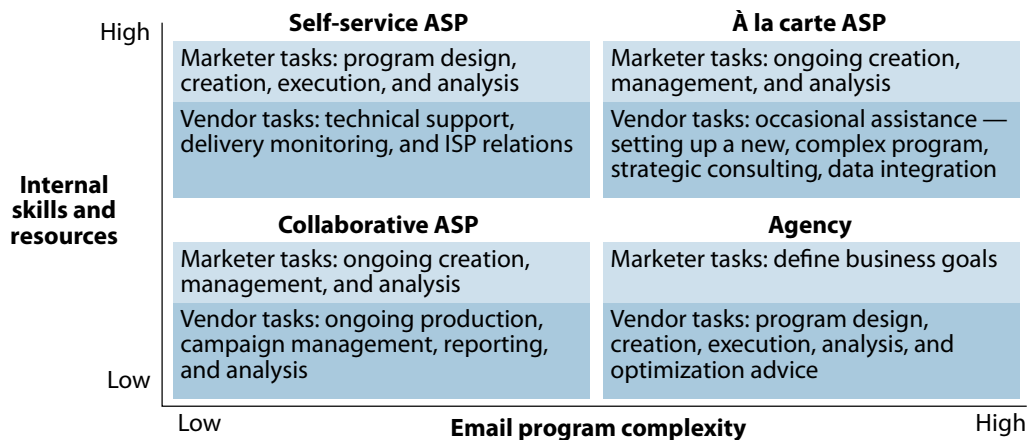 Self-service ASP
À la carte ASP
High
Marketer tasks: program design,
creation, execution, and analysis
Vendor tasks: technical support,
delivery monitoring, and ISP relations
Marketer tasks: ongoing creation,
management, and analysis
Vendor tasks: occasional assistance —
setting up a new, complex program,
strategic consulting, data integration
Internal
skills and
resources
Collaborative ASP
Agency
Marketer tasks: ongoing creation,
management, and analysis
Vendor tasks: ongoing production,
campaign management, reporting,
and analysis
Marketer tasks: define business goals
Vendor tasks: program design,
creation, execution, analysis, and
optimization advice
Low
Low
Email program complexity
High